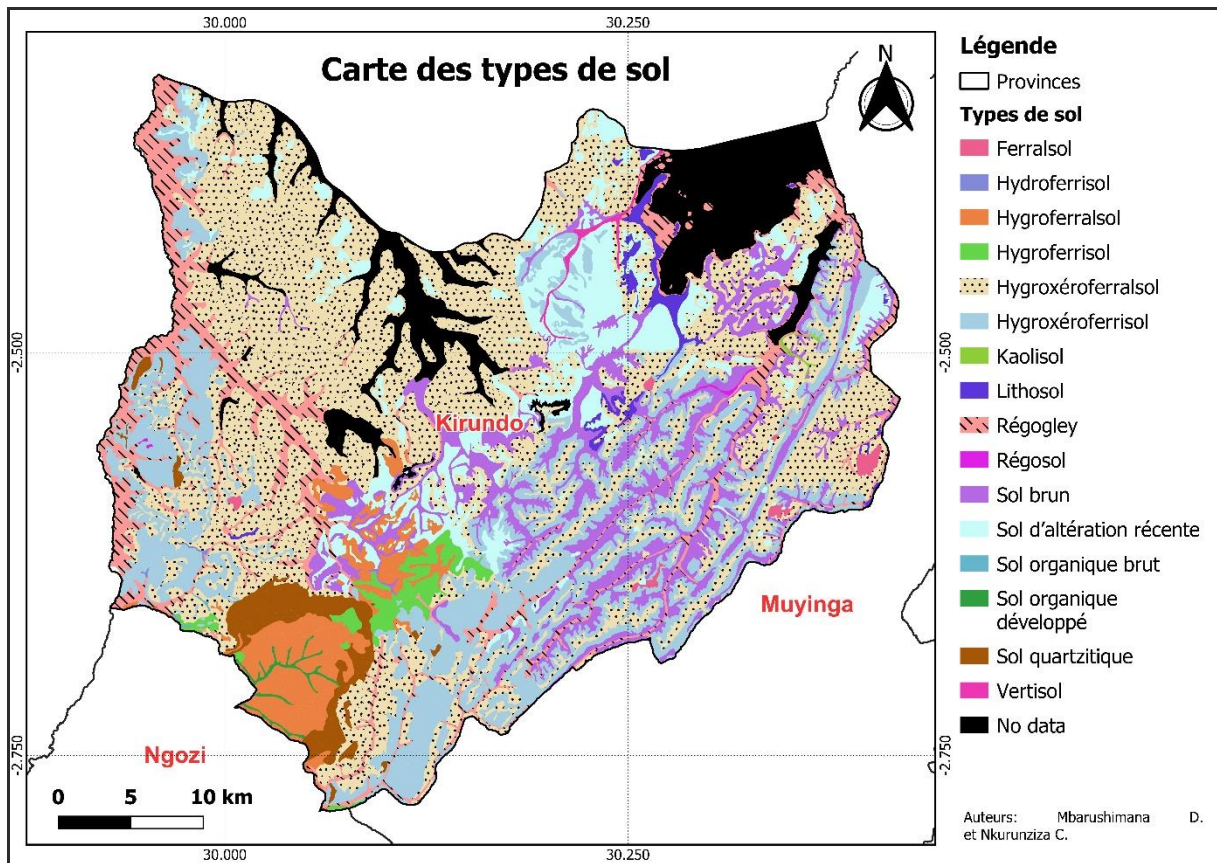 30.000
30.250
Carte des types de sol
N
-2.500
-2.500
Kirundo
Muyinga
Ngozi
-2.750
-2.750
0 5 10 km
30.000
30.250
Légende
Provinces
Types de sol
Ferralsol
Hydroferrisol
Hygroferralsol
Hygroferrisol
Hygroxéroferralsol
Hygroxéroferrisol
Kaolisol
Lithosol
Régogley
Régosol
Sol brun
Sol d'altération récente
Sol organique brut
Sol organique
développé
Sol quartzitique
Vertisol
No data
Auteurs: Mbarushimana D.
et Nkurunziza C.